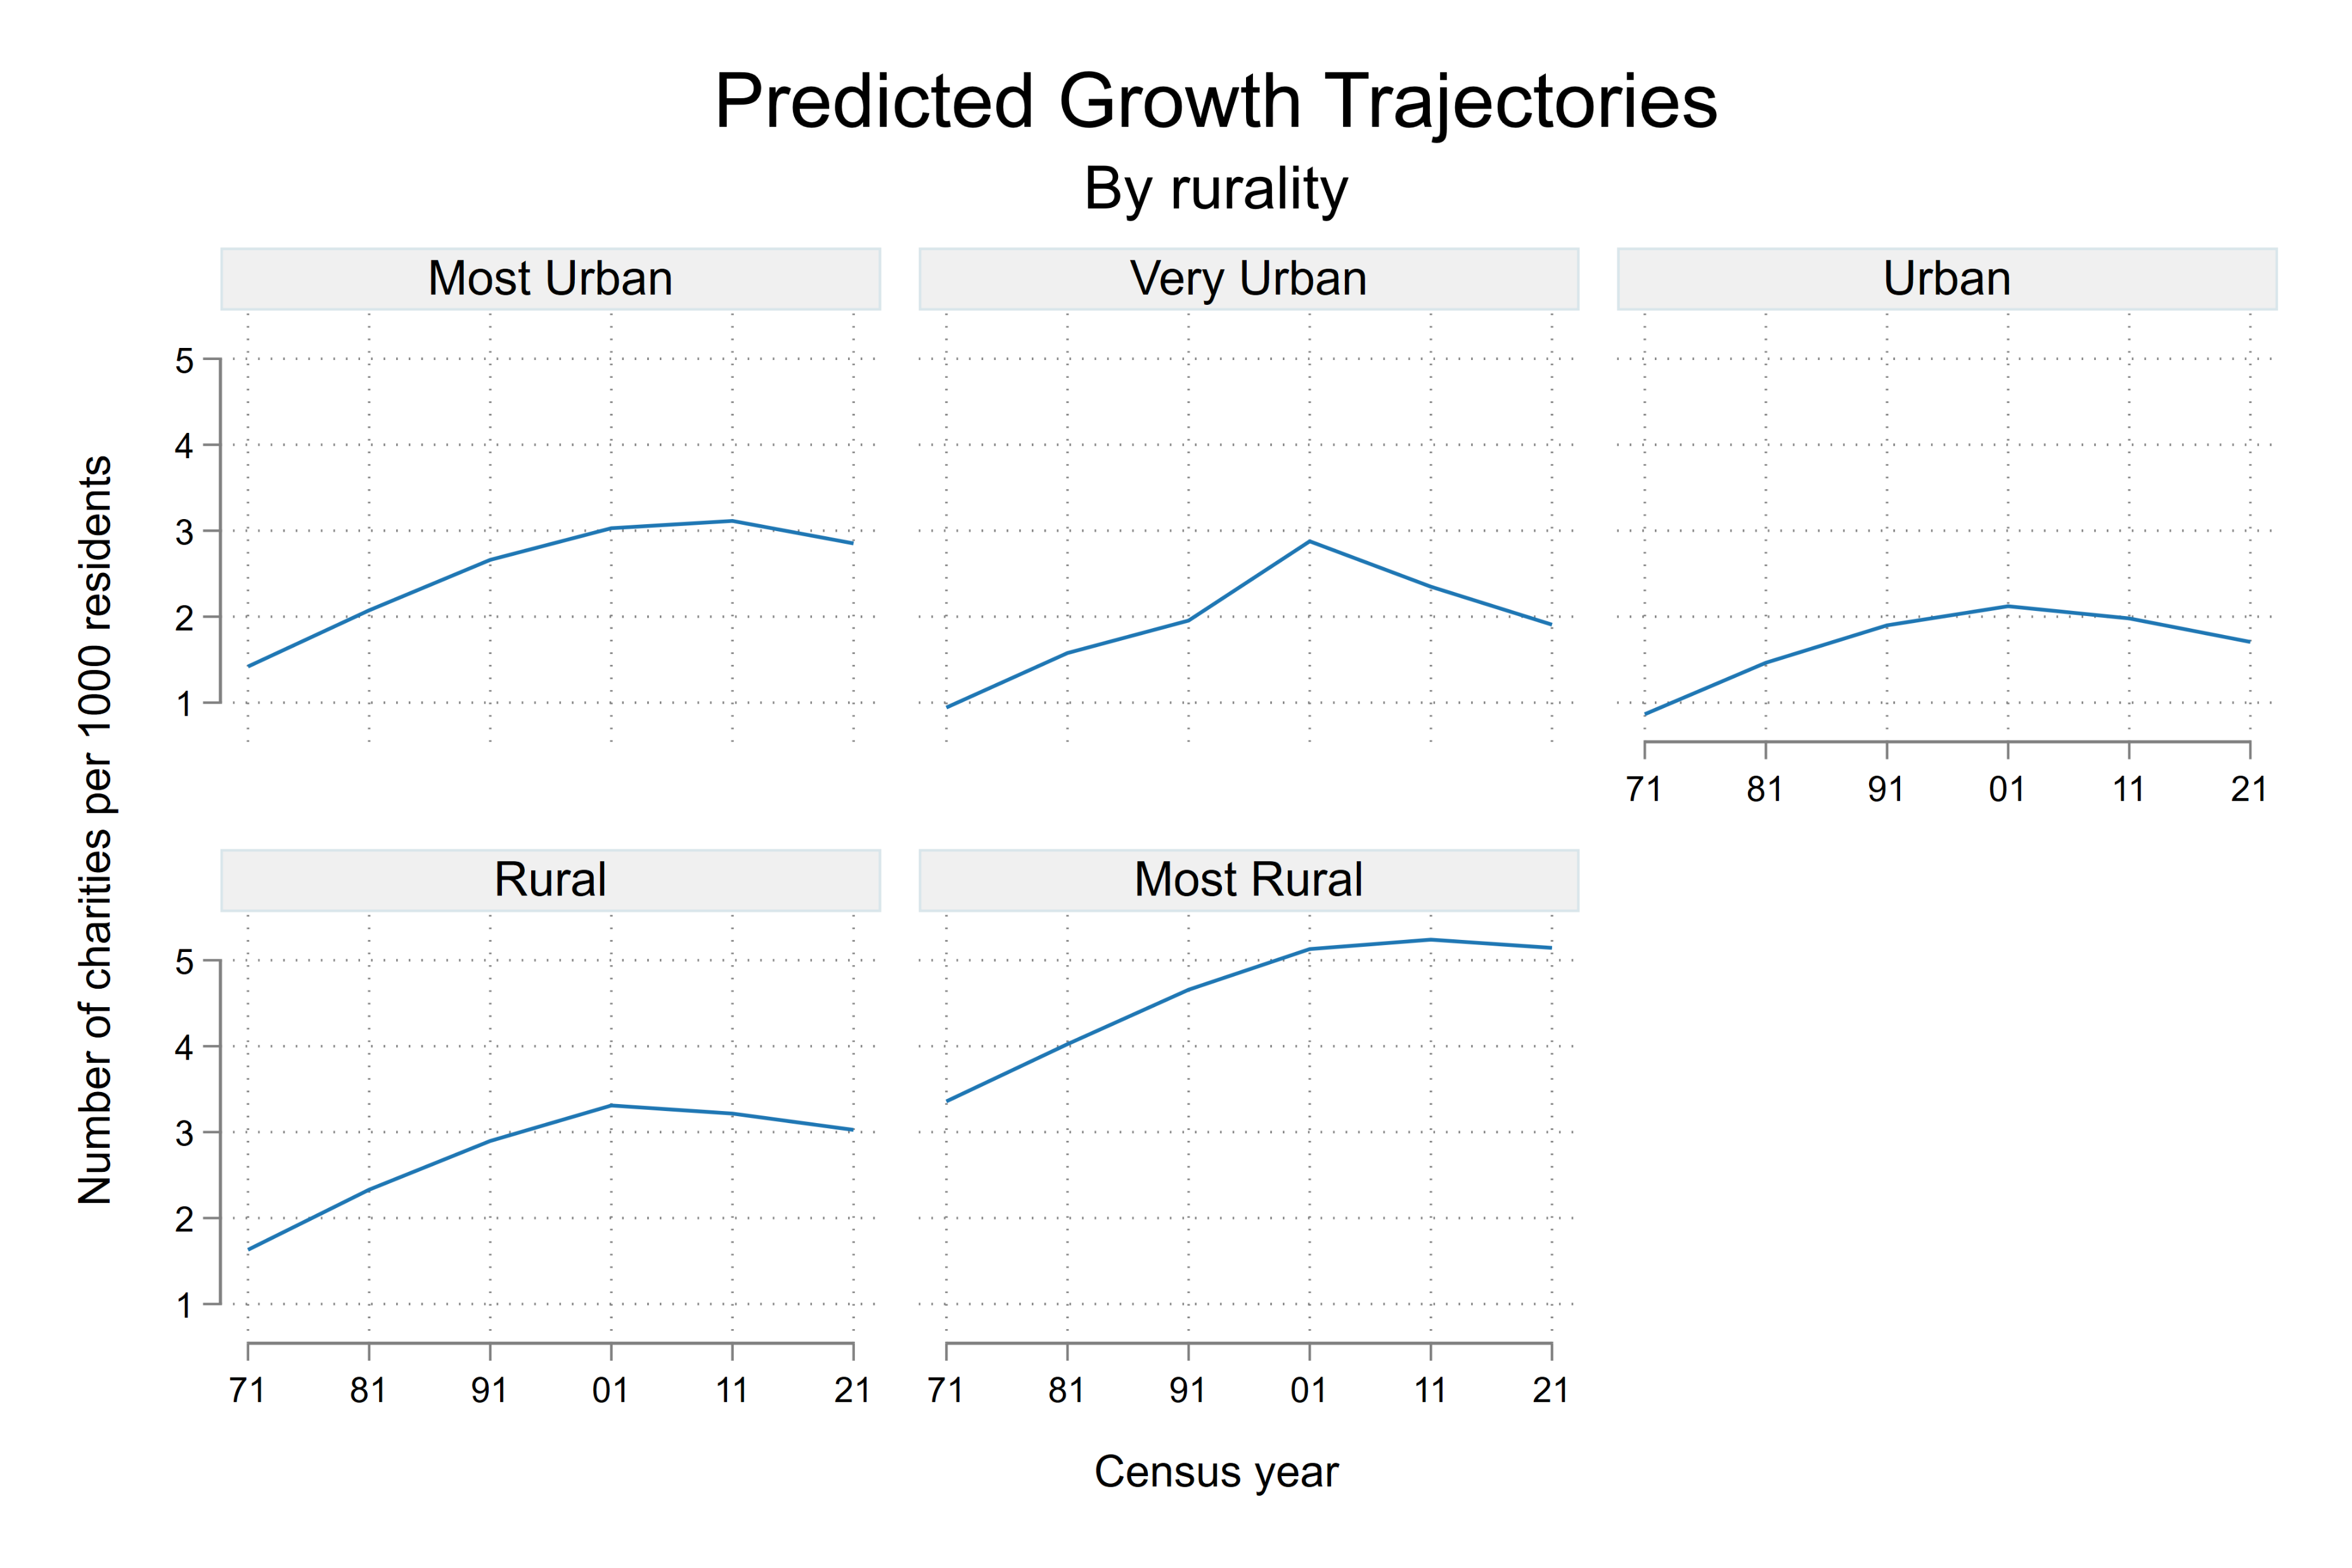 Predicted Growth Trajectories
By rurality
Most Urban
Very Urban
Urban
5
4
3
2
1
71 81 91 01 11 21
Number of charities per 1000 residents
Rural
Most Rural
5
4
3
2
1
71 81 91 01 11 21
71 81 91 01 11 21
Census year